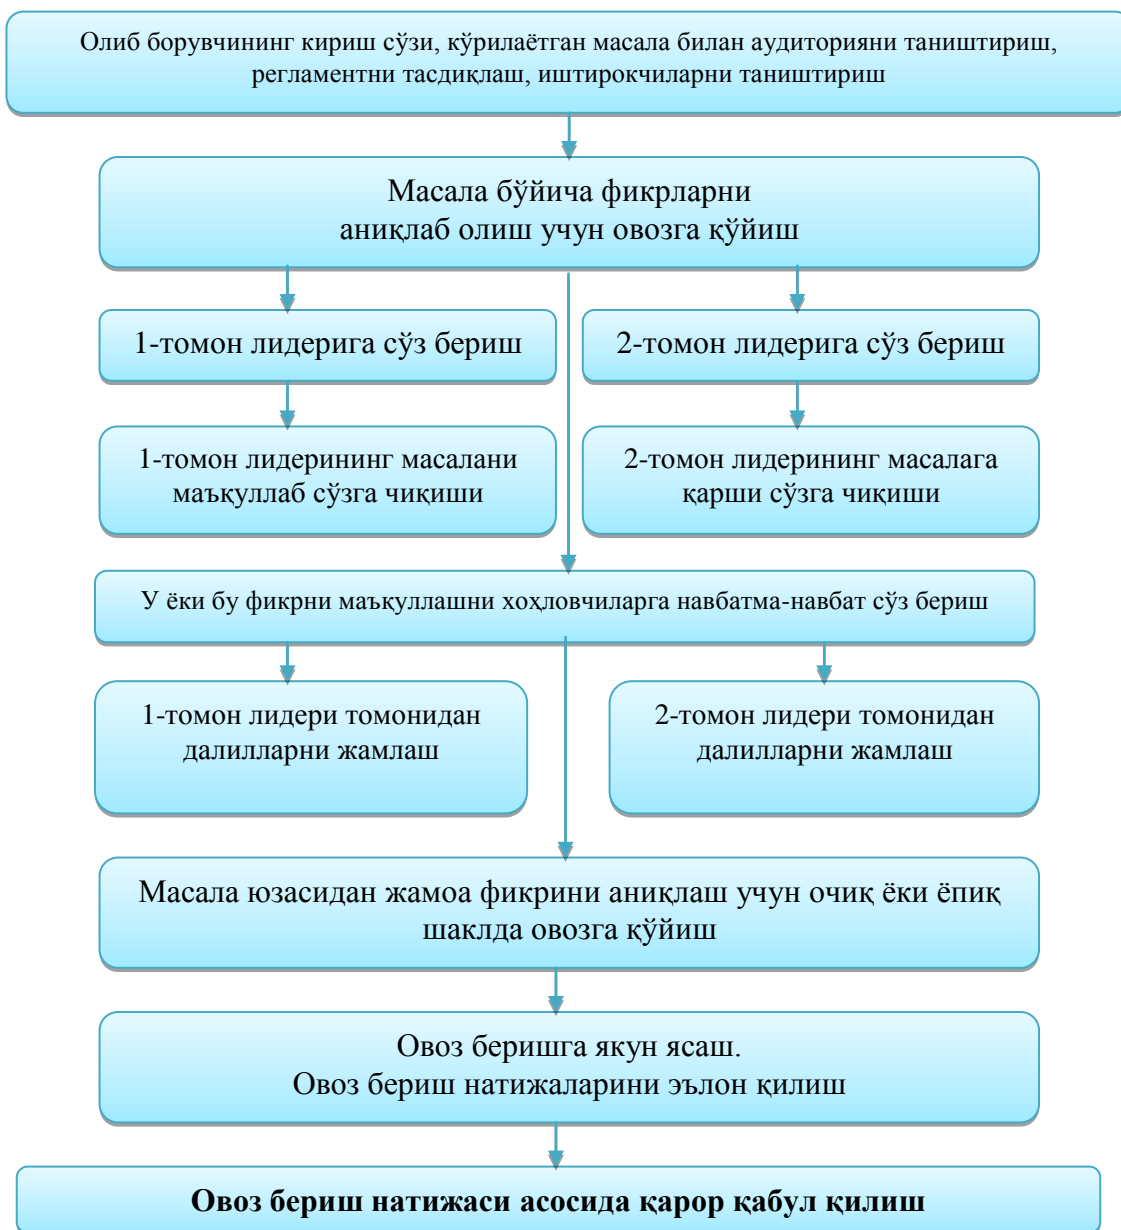 Олиб борувчининг кириш сўзи, кўрилаётган масала билан аудиторияни таништириш,
регламентни тасдиқлаш, иштирокчиларни таништириш
Масала бўйича фикрларни
аниқлаб олиш учун овозга қўйиш
1-томон лидерига сўз бериш
2-томон лидерига сўз бериш
1-томон лидерининг масалани
маъқуллаб сўзга чиқиши
2-томон лидерининг масалага
қарши сўзга чиқиши
У ёки бу фикрни маъқуллашни хоҳловчиларга навбатма-навбат сўз бериш
1-томон лидери томонидан
далилларни жамлаш
2-томон лидери томонидан
далилларни жамлаш
Масала юзасидан жамоа фикрини аниқлаш учун очиқ ёки ёпиқ
шаклда овозга қўйиш
Овоз беришга якун ясаш.
Овоз бериш натижаларини эълон қилиш
Овоз бериш натижаси асосида қарор қабул қилиш